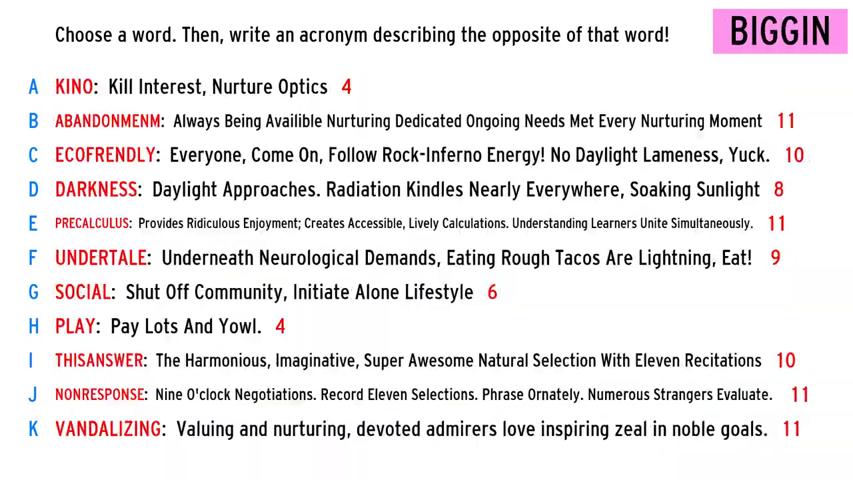 Choose a word. Then, write an acronym describing the opposite of that word!
BIGGIN
A KINO: Kill Interest, Nurture Optics 4
B ABANDONMENM: Always Being Availible Nurturing Dedicated Ongoing Needs Met Every Nurturing Moment 11
C ECOFRENDLY: Everyone, Come On, Follow Rock-Inferno Energy! No Daylight Lameness, Yuck. 10
D DARKNESS: Daylight Approaches. Radiation Kindles Nearly Everywhere, Soaking Sunlight 8
E PRECALCULUS: Provides Ridiculous Enjoyment; Creates Accessible, Lively Calculations. Understanding Learners Unite Simultaneously. 11
F UNDERTALE: Underneath Neurological Demands, Eating Rough Tacos Are Lightning, Eat! 9
G SOCIAL: Shut Off Community, Initiate Alone Lifestyle 6
H PLAY: Pay Lots And Yowl. 4
I THISANSWER: The Harmonious, Imaginative, Super Awesome Natural Selection With Eleven Recitations 10
J NONRESPONSE: Nine O'clock Negotiations. Record Eleven Selections. Phrase Ornately. Numerous Strangers Evaluate. 11
K VANDALIZING: Valuing and nurturing, devoted admirers love inspiring zeal in noble goals. 11